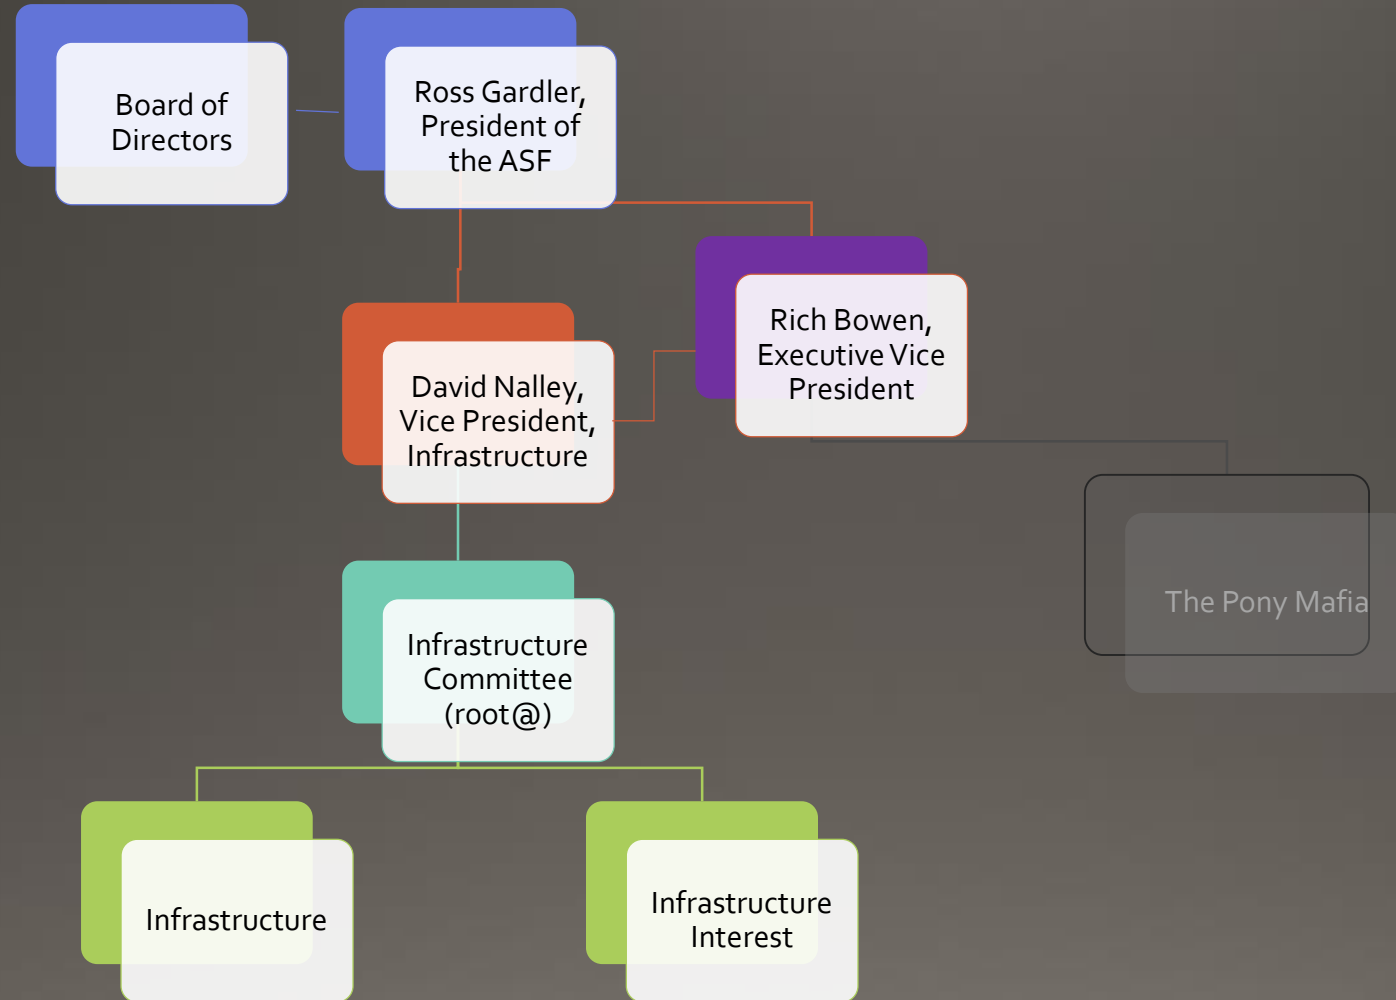 Board of
Directors
Ross Gardler,
President of
the ASF
Rich Bowen,
Executive Vice
President
David Nalley,
Vice President,
Infrastructure
The Pony Mafia
Infrastructure
Committee
(root@)
Infrastructure
Infrastructure
Interest